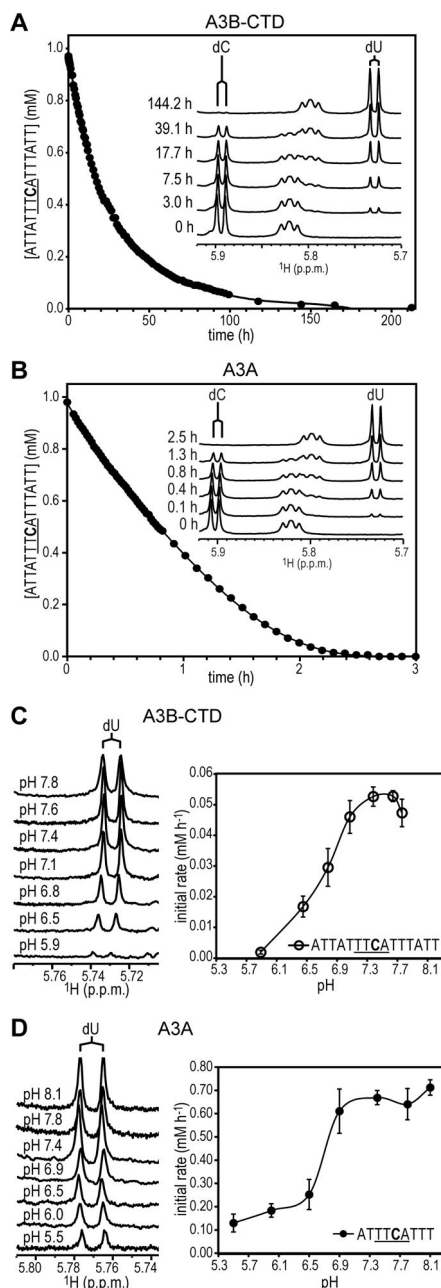 A
A3B-CTD
[ATTATTTCATTTATT] (mM)
1.0
0.8
0.6
0.4
0.2
0.0
0 50 100 150 200
time (h)
dC dU
144.2 h
39.1 h
17.7 h
7.5 h
3.0 h
0 h
5.9 5.8 5.7
¹H (p.p.m.)
B
A3A
[ATTATTTCATTTATT] (mM)
1.0
0.8
0.6
0.4
0.2
0.0
0 1 2 3
time (h)
dC dU
2.5 h
1.3 h
0.8 h
0.4 h
0.1 h
0 h
5.9 5.8 5.7
¹H (p.p.m.)
C
A3B-CTD
dU
pH 7.8
pH 7.6
pH 7.4
pH 7.1
pH 6.8
pH 6.5
pH 5.9
5.76 5.74 5.72
¹H (p.p.m.)
initial rate (mM h⁻¹)
0.06
0.05
0.04
0.03
0.02
0.01
0.00
ATTATTTCATTTATT
5.3 5.7 6.1 6.5 6.9 7.3 7.7 8.1
pH
D
A3A
dU
pH 8.1
pH 7.8
pH 7.4
pH 6.9
pH 6.5
pH 6.0
pH 5.5
5.80 5.78 5.76 5.74
¹H (p.p.m.)
initial rate (mM h⁻¹)
0.80
0.70
0.60
0.50
0.40
0.30
0.20
0.10
0.00
ATTTCATTT
5.3 5.7 6.1 6.5 6.9 7.3 7.7 8.1
pH